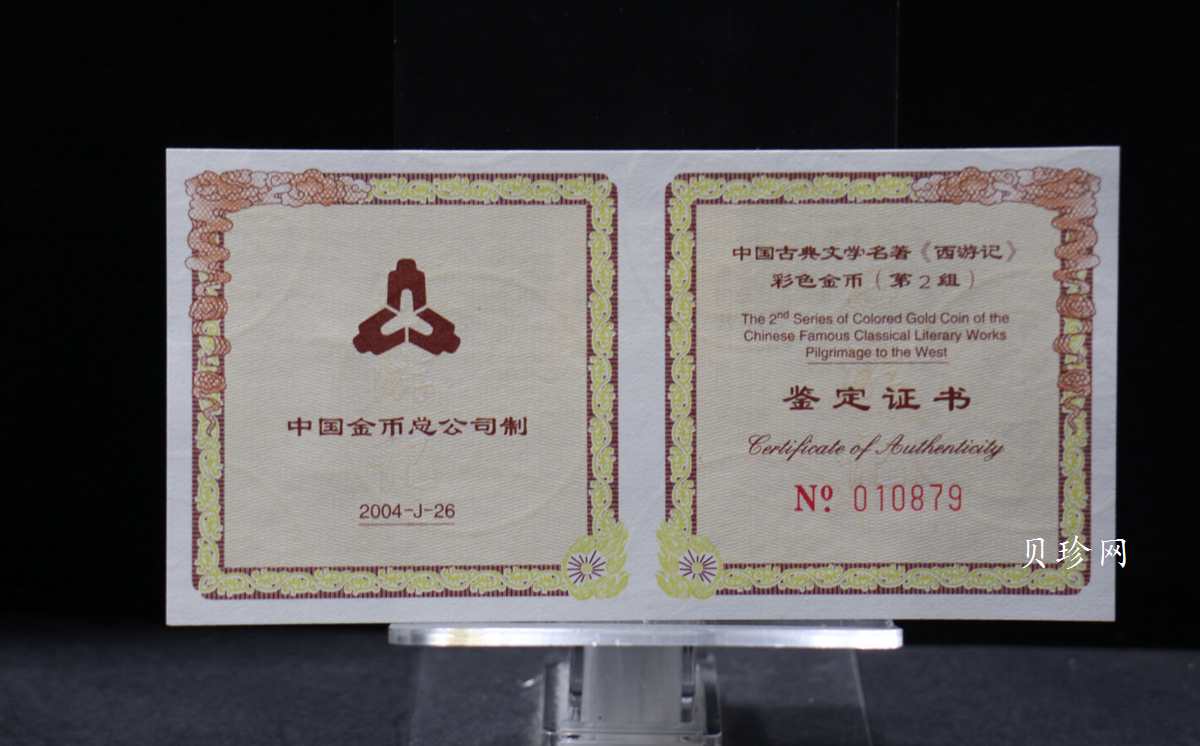 中国金币总公司制
2004-J-26
中国古典文学名著《西游记》
彩色金币（第2组）
The 2nd Series of Colored Gold Coin of the
Chinese Famous Classical Literary Works
Pilgrimage to the West
鉴定证书
Certificate of Authenticity
Nº 010879
贝珍网